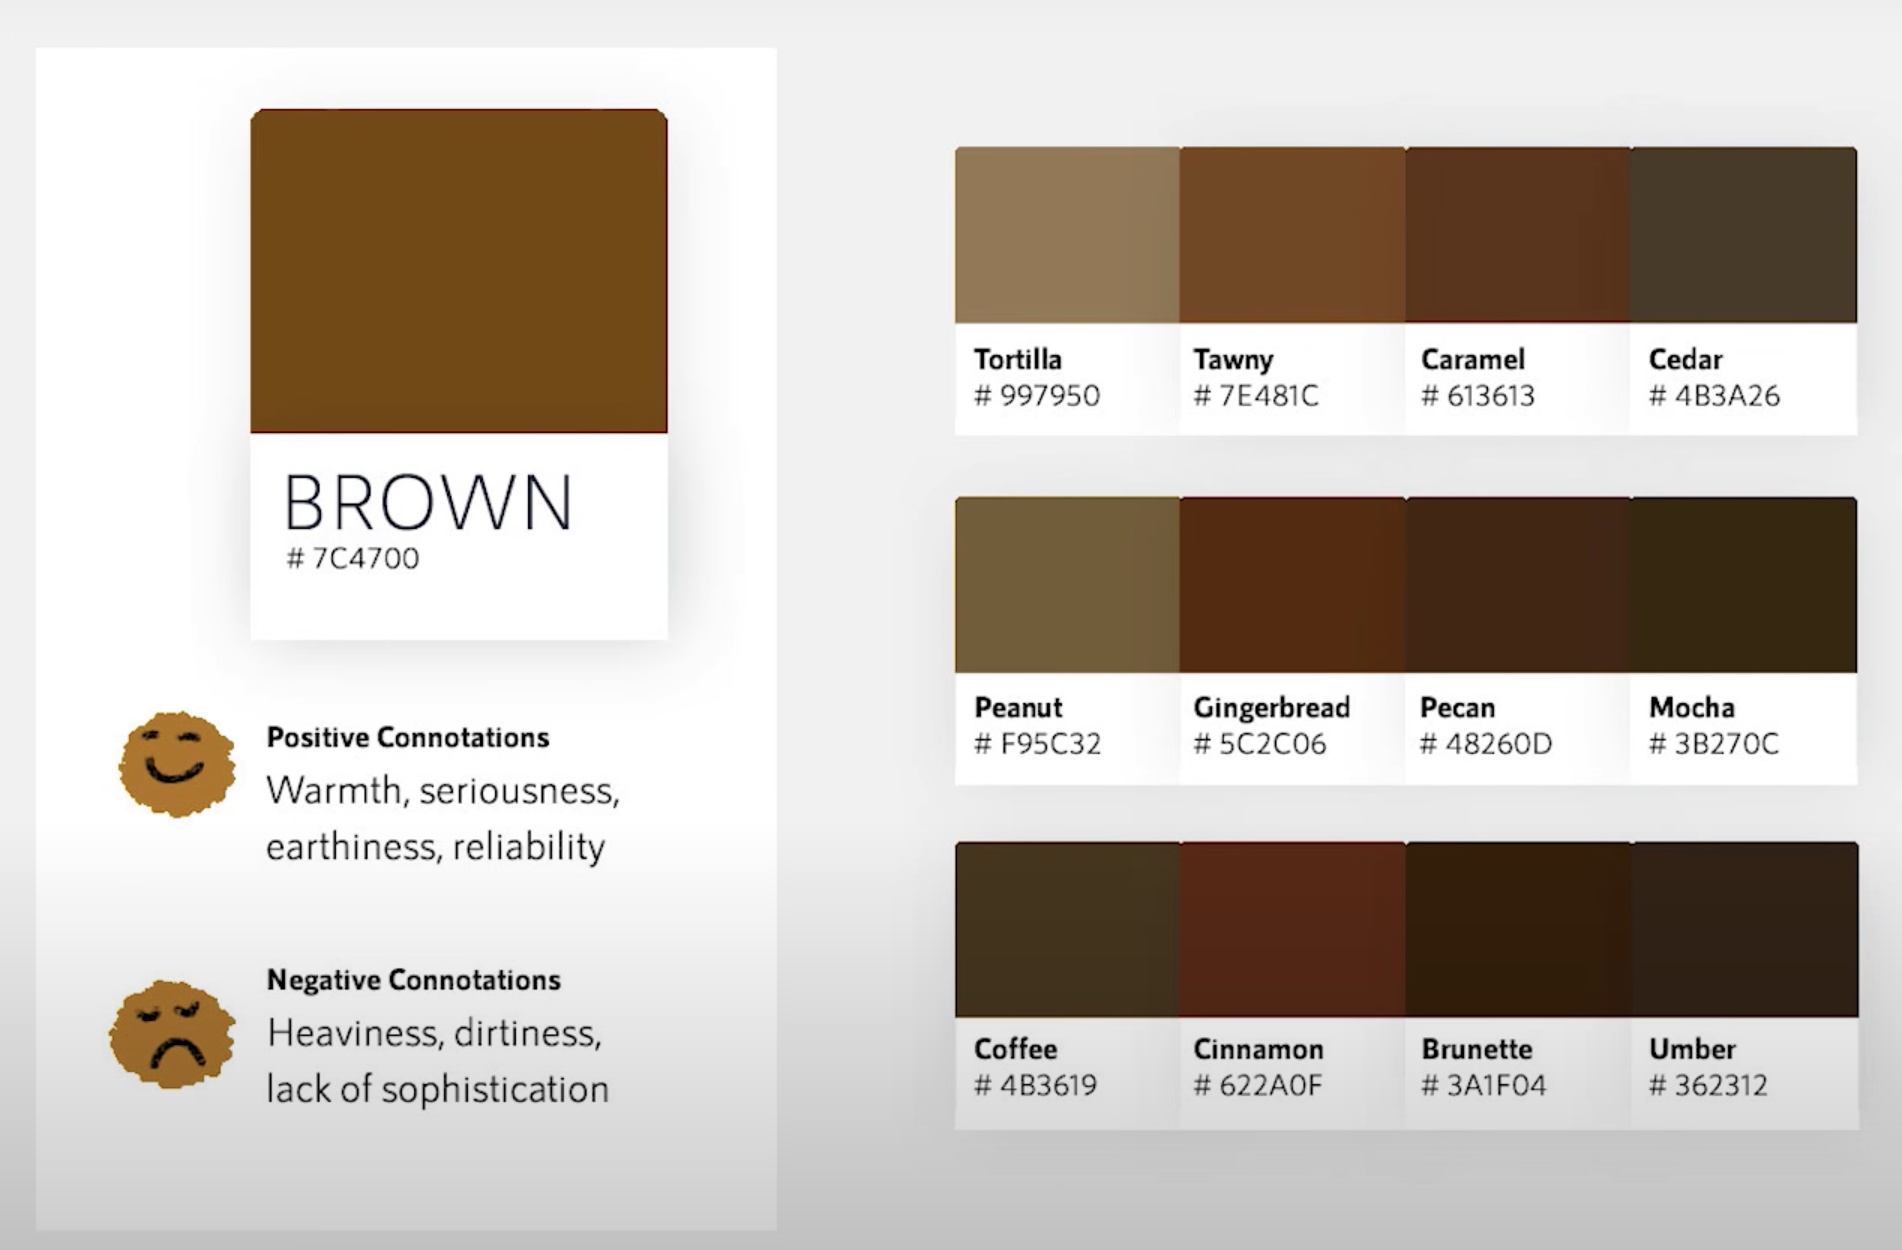 BROWN
# 7C4700
Positive Connotations
Warmth, seriousness,
earthiness, reliability
Negative Connotations
Heaviness, dirtiness,
lack of sophistication
Tortilla
# 997950
Tawny
# 7E481C
Caramel
# 613613
Cedar
# 4B3A26
Peanut
# F95C32
Gingerbread
# 5C2C06
Pecan
# 48260D
Mocha
# 3B270C
Coffee
# 4B3619
Cinnamon
# 622A0F
Brunette
# 3A1F04
Umber
# 362312